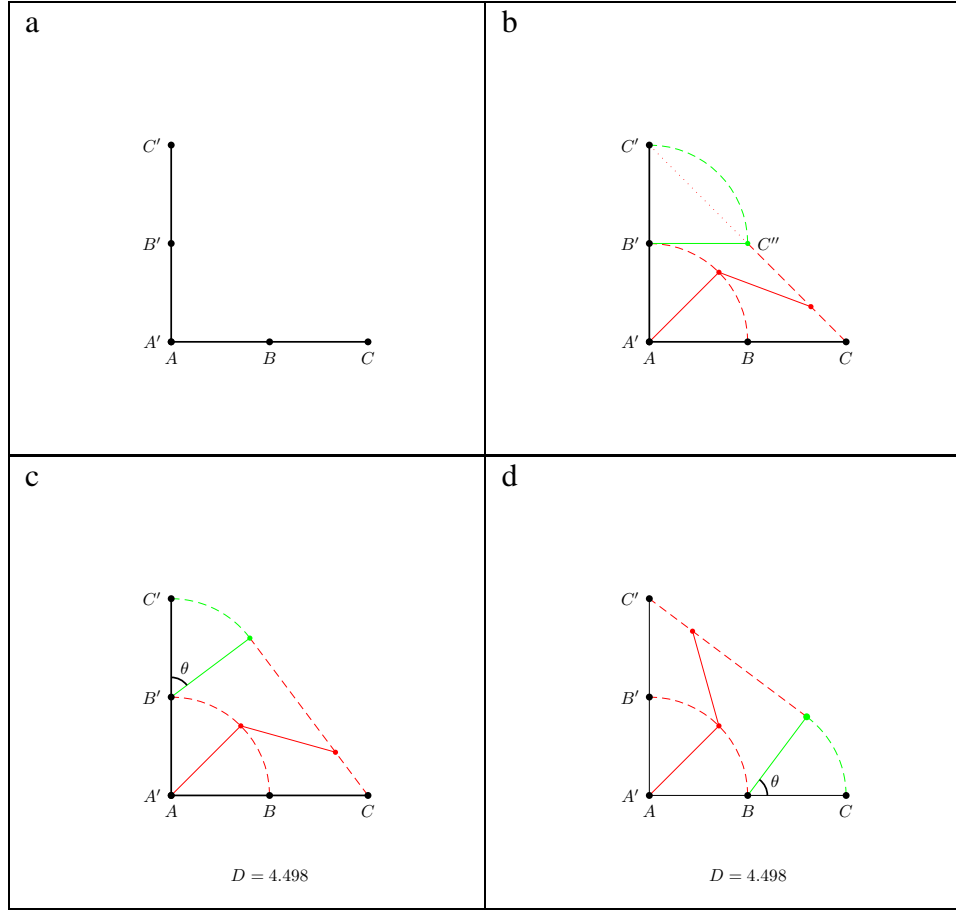 a
C′
B′
A′
A B C
b
C′
B′ C′′
A′
A B C
c
C′
θ
B′
A′
A B C
D = 4.498
d
C′
B′
θ
A′
A B C
D = 4.498